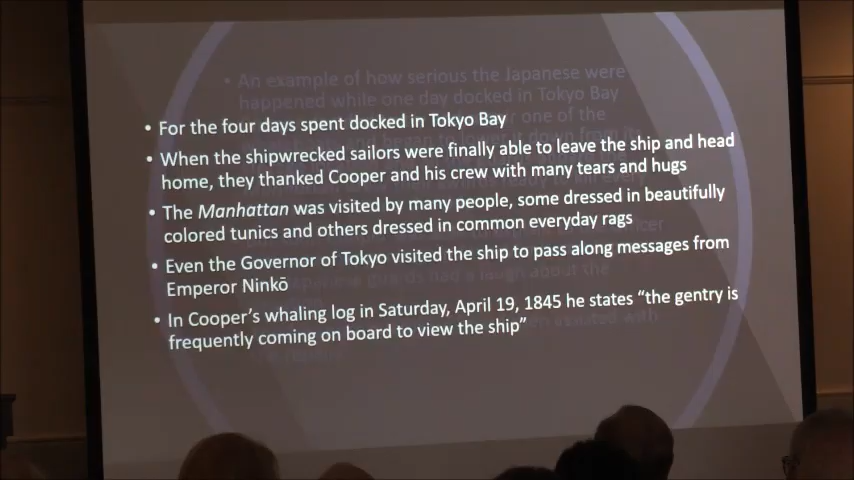 • An example of how serious the Japanese were
happened while one day docked in Tokyo Bay
• For the four days spent docked in Tokyo Bay
• When the shipwrecked sailors were finally able to leave the ship and head
home, they thanked Cooper and his crew with many tears and hugs
• The Manhattan was visited by many people, some dressed in beautifully
colored tunics and others dressed in common everyday rags
• Even the Governor of Tokyo visited the ship to pass along messages from
Emperor Ninkō
• In Cooper’s whaling log in Saturday, April 19, 1845 he states “the gentry is
frequently coming on board to view the ship”